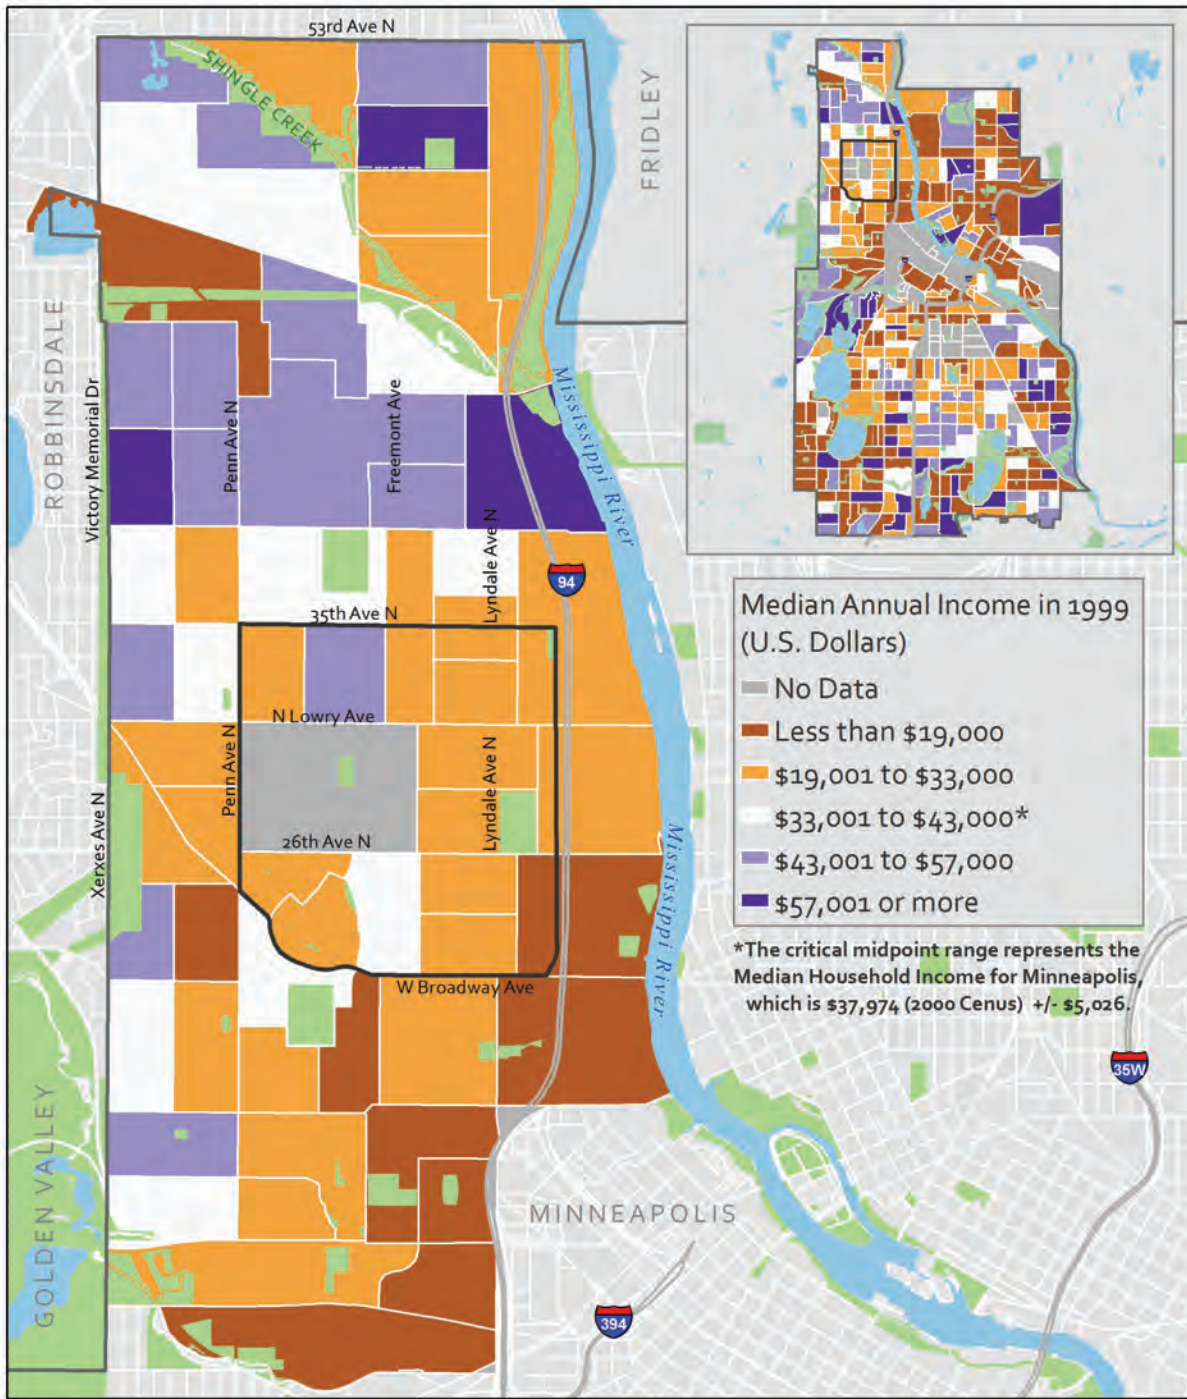 53rd Ave N
SHINGLE CREEK
FRIDLEY
ROBBINSDALE
Victory Memorial Dr
Penn Ave N
Freemont Ave
Lyndale Ave N
Mississippi River
94
35th Ave N
N Lowry Ave
Penn Ave N
Lyndale Ave N
26th Ave N
Xerxes Ave N
Mississippi River
W Broadway Ave
GOLDEN VALLEY
MINNEAPOLIS
394
35W
Median Annual Income in 1999
(U.S. Dollars)
No Data
Less than $19,000
$19,001 to $33,000
$33,001 to $43,000*
$43,001 to $57,000
$57,001 or more
*The critical midpoint range represents the
Median Household Income for Minneapolis,
which is $37,974 (2000 Cenus) +/- $5,026.